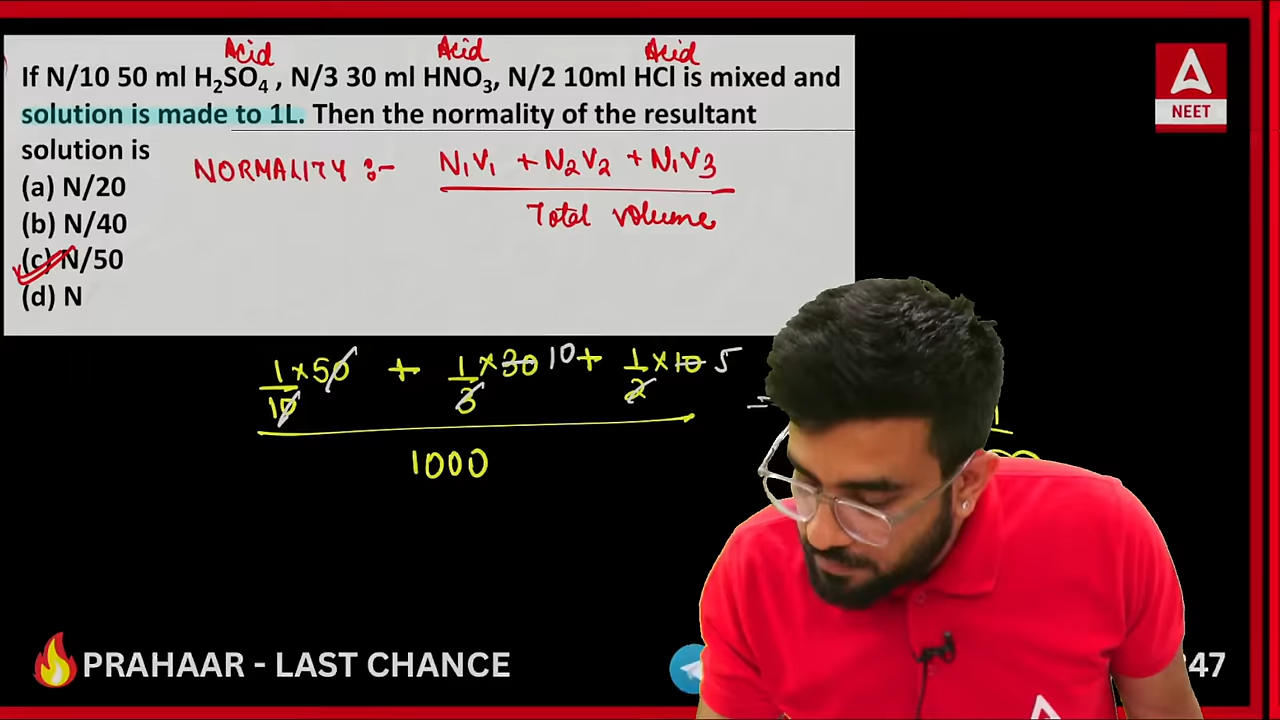 Acid Acid Acid
If N/10 50 ml H₂SO₄ , N/3 30 ml HNO₃, N/2 10ml HCl is mixed and
solution is made to 1L. Then the normality of the resultant
solution is
NORMALITY :- N₁V₁ + N₂V₂ + N₁V₃
Total volume
(a) N/20
(b) N/40
(c) N/50
(d) N
NEET
1/10 × 50 + 1/3 × 30 10 + 1/2 × 10 5 =
1000
PRAHAAR - LAST CHANCE
47